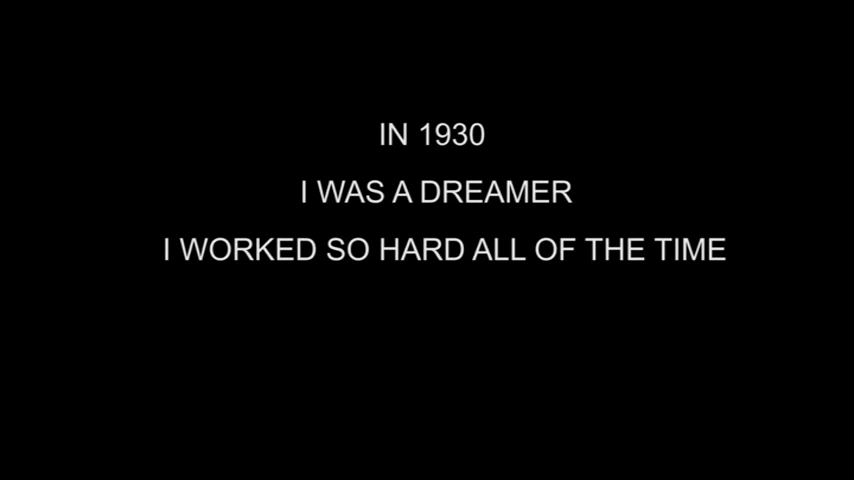 IN 1930
I WAS A DREAMER
I WORKED SO HARD ALL OF THE TIME